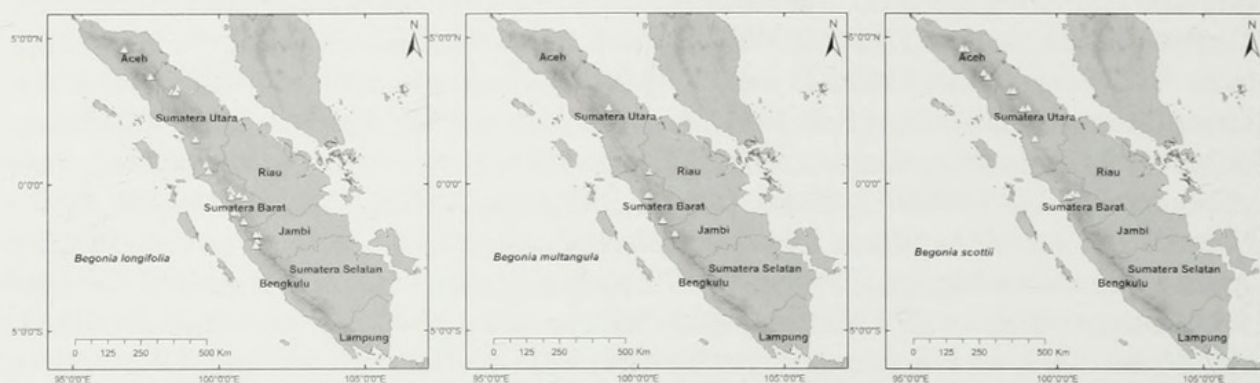 N
5°0'0"N
Aceh
Sumatera Utara
Riau
0°0'0"
Sumatera Barat
Jambi
Begonia longifolia
Sumatera Selatan
Bengkulu
5°0'0"S
Lampung
0 125 250 500 Km
95°0'0"E 100°0'0"E 105°0'0"E
N
5°0'0"N
Aceh
Sumatera Utara
Riau
0°0'0"
Sumatera Barat
Jambi
Begonia multangula
Sumatera Selatan
Bengkulu
5°0'0"S
Lampung
0 125 250 500 Km
95°0'0"E 100°0'0"E 105°0'0"E
N
5°0'0"N
Aceh
Sumatera Utara
Riau
0°0'0"
Sumatera Barat
Jambi
Begonia scottii
Sumatera Selatan
Bengkulu
5°0'0"S
Lampung
0 125 250 500 Km
95°0'0"E 100°0'0"E 105°0'0"E